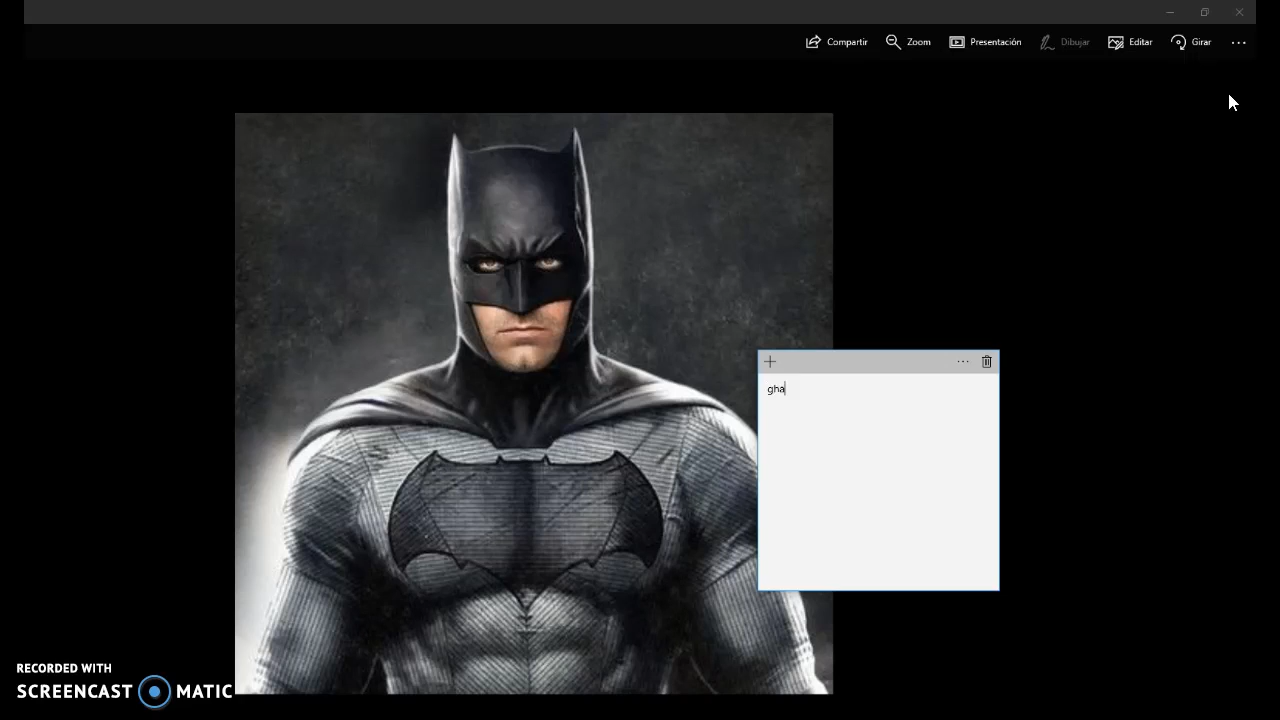 Compartir Zoom Presentación Dibujar Editar Girar
gha
RECORDED WITH
SCREENCAST MATIC